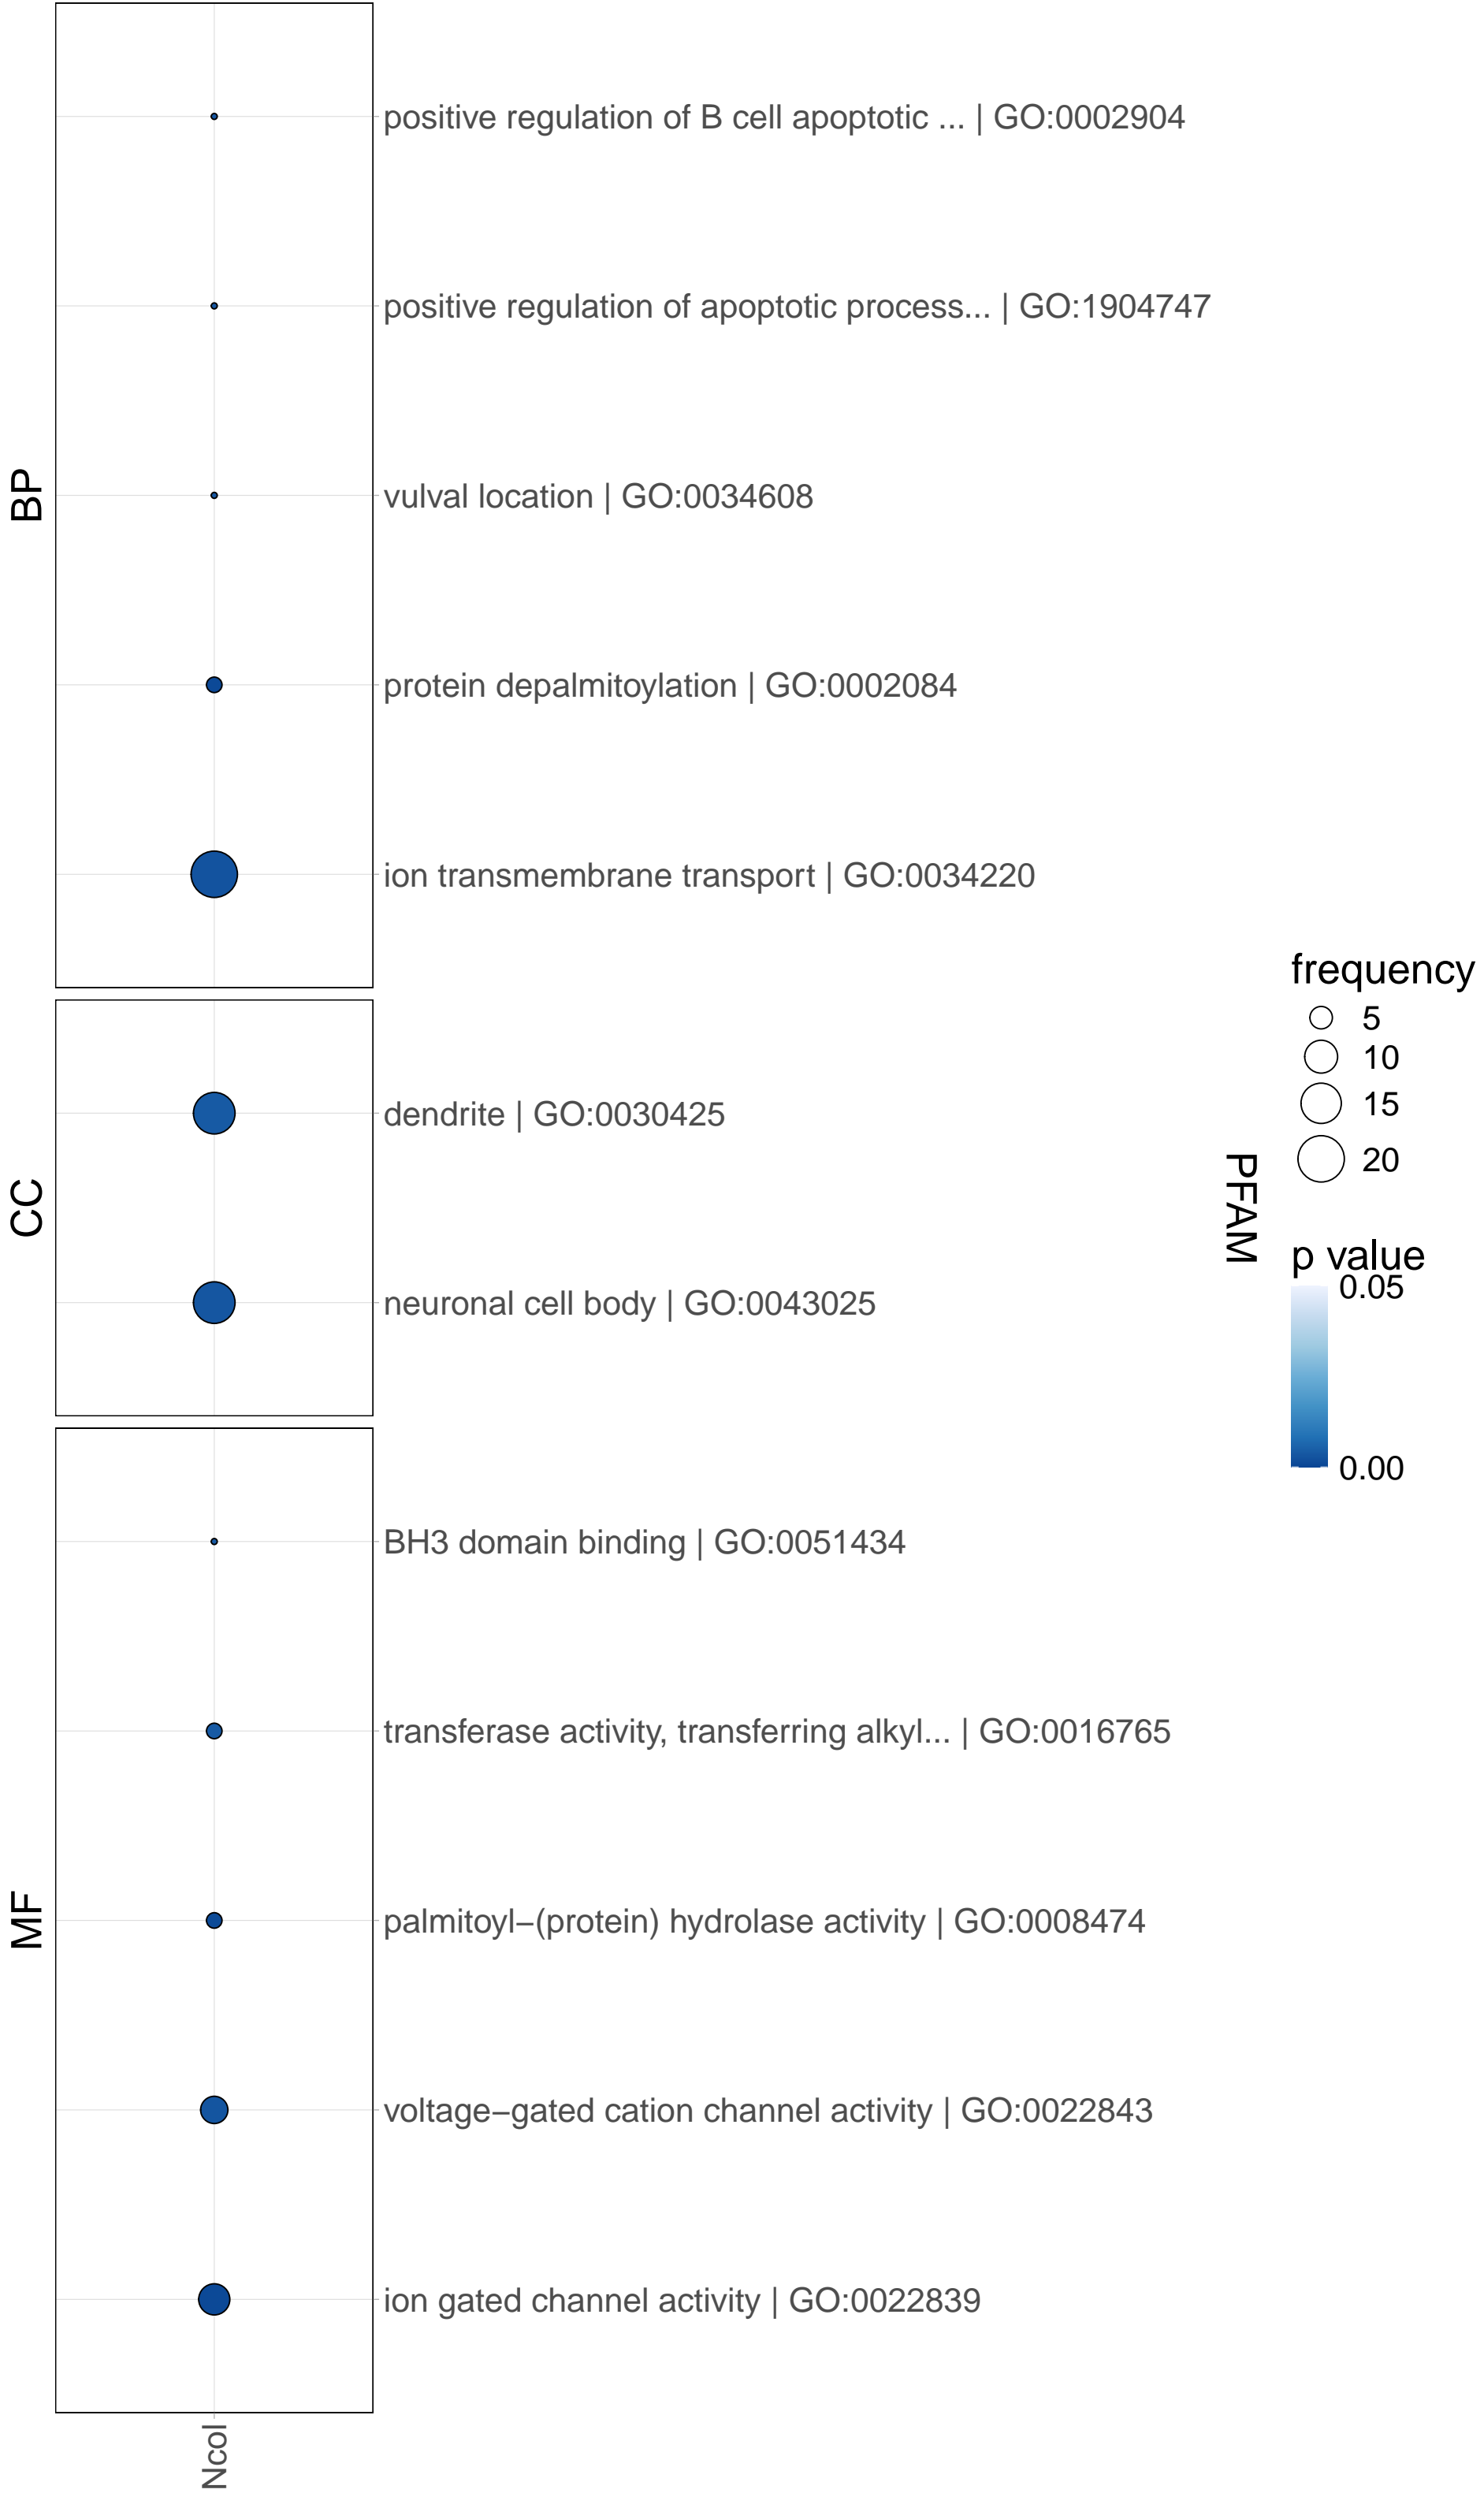 BP
positive regulation of B cell apoptotic ... | GO:0002904
positive regulation of apoptotic process... | GO:1904747
vulval location | GO:0034608
protein depalmitoylation | GO:0002084
ion transmembrane transport | GO:0034220
CC
dendrite | GO:0030425
neuronal cell body | GO:0043025
MF
BH3 domain binding | GO:0051434
transferase activity, transferring alkyl... | GO:0016765
palmitoyl−(protein) hydrolase activity | GO:0008474
voltage−gated cation channel activity | GO:0022843
ion gated channel activity | GO:0022839
Ncol
PFAM
frequency
5
10
15
20
p value
0.05
0.00